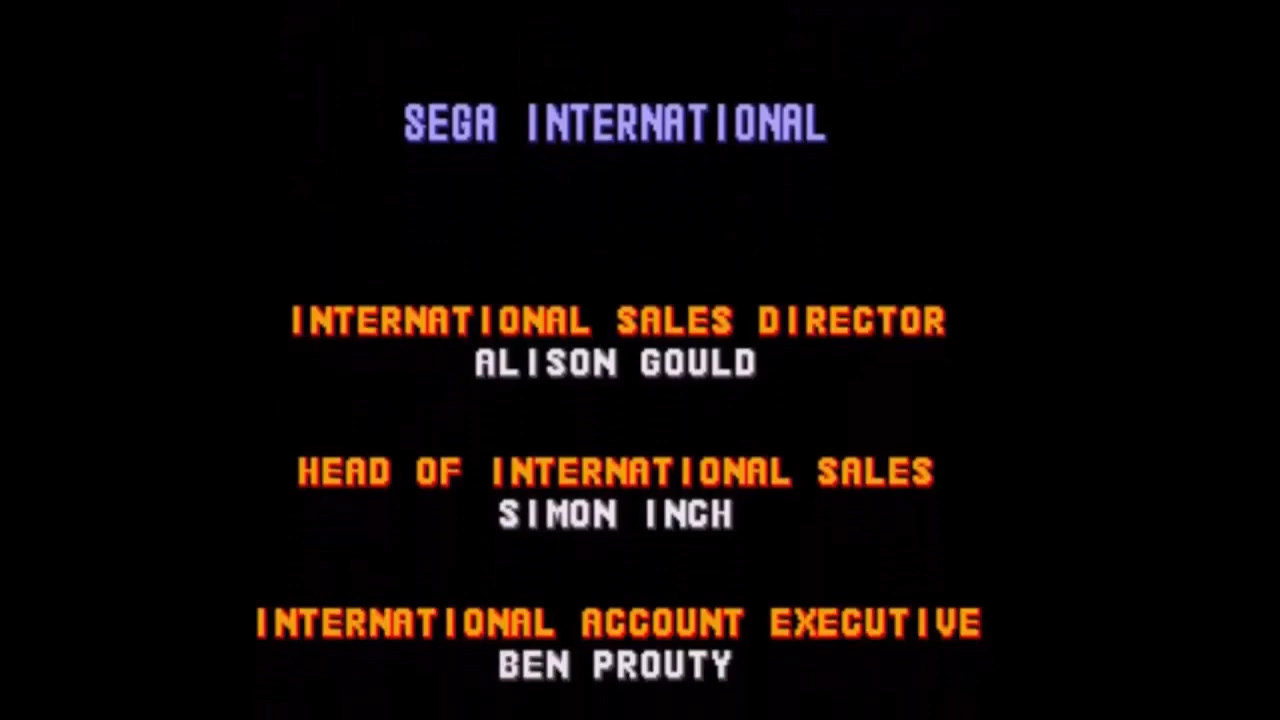 SEGA INTERNATIONAL
INTERNATIONAL SALES DIRECTOR
ALISON GOULD
HEAD OF INTERNATIONAL SALES
SIMON INCH
INTERNATIONAL ACCOUNT EXECUTIVE
BEN PROUTY